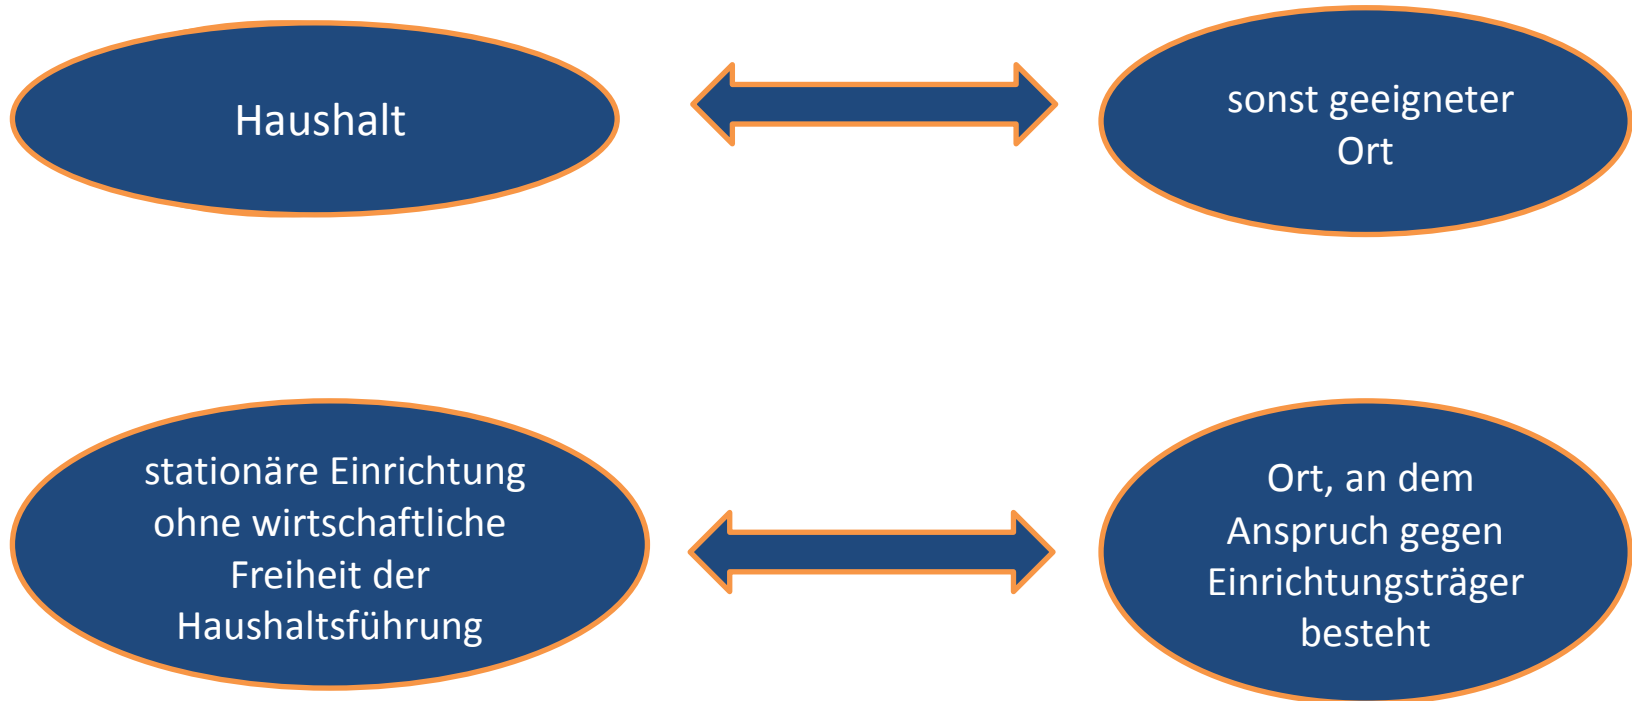 Haushalt
sonst geeigneter
Ort
stationäre Einrichtung
ohne wirtschaftliche
Freiheit der
Haushaltsführung
Ort, an dem
Anspruch gegen
Einrichtungsträger
besteht